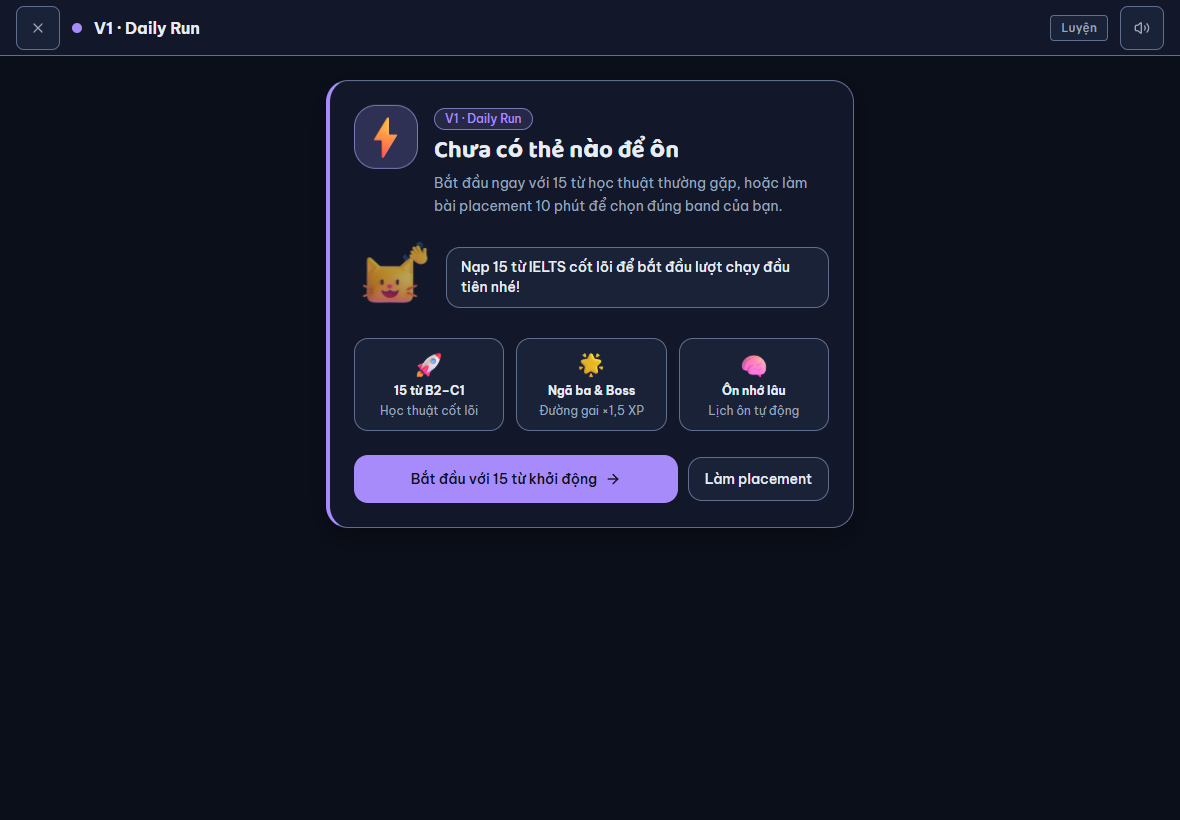 V1 · Daily Run
Luyện
V1 · Daily Run
Chưa có thẻ nào để ôn
Bắt đầu ngay với 15 từ học thuật thường gặp, hoặc làm
bài placement 10 phút để chọn đúng band của bạn.
Nạp 15 từ IELTS cốt lõi để bắt đầu lượt chạy đầu
tiên nhé!
15 từ B2–C1
Học thuật cốt lõi
Ngã ba & Boss
Đường gai ×1,5 XP
Ôn nhớ lâu
Lịch ôn tự động
Bắt đầu với 15 từ khởi động →
Làm placement